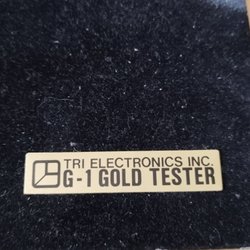 TRI ELECTRONICS INC.
G-1 GOLD TESTER